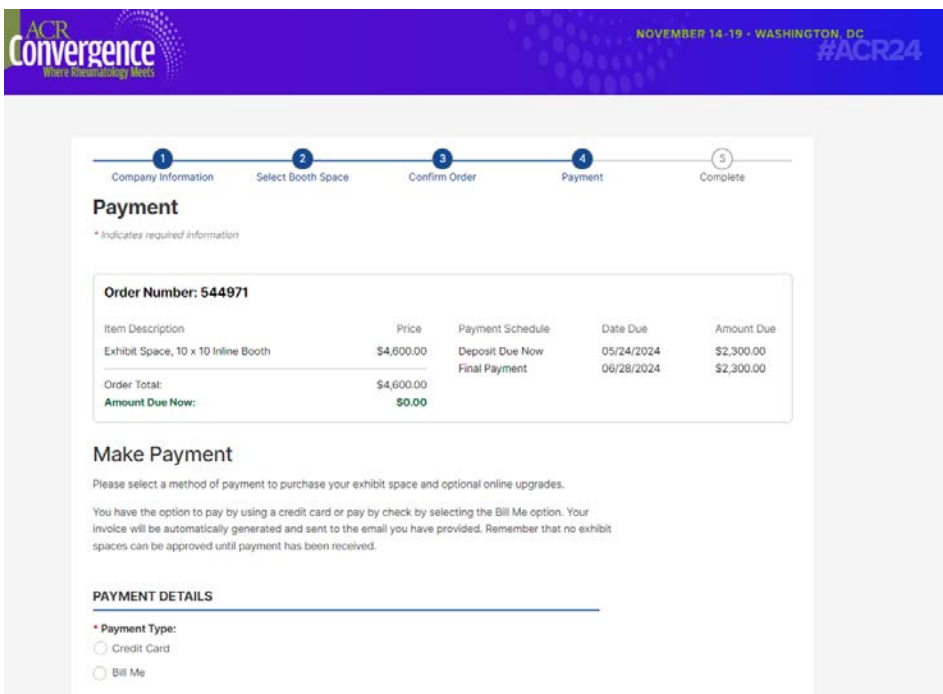 ACR
Convergence
Where Rheumatology Meets
NOVEMBER 14-19 • WASHINGTON, DC
#ACR24
1 2 3 4 5
Company Information Select Booth Space Confirm Order Payment Complete
Payment
* Indicates required information
Order Number: 544971
Item Description Price Payment Schedule Date Due Amount Due
Exhibit Space, 10 x 10 Inline Booth $4,600.00 Deposit Due Now 05/24/2024 $2,300.00
Final Payment 06/28/2024 $2,300.00
Order Total: $4,600.00
Amount Due Now: $0.00
Make Payment
Please select a method of payment to purchase your exhibit space and optional online upgrades.
You have the option to pay by using a credit card or pay by check by selecting the Bill Me option. Your
invoice will be automatically generated and sent to the email you have provided. Remember that no exhibit
spaces can be approved until payment has been received.
PAYMENT DETAILS
* Payment Type:
Credit Card
Bill Me